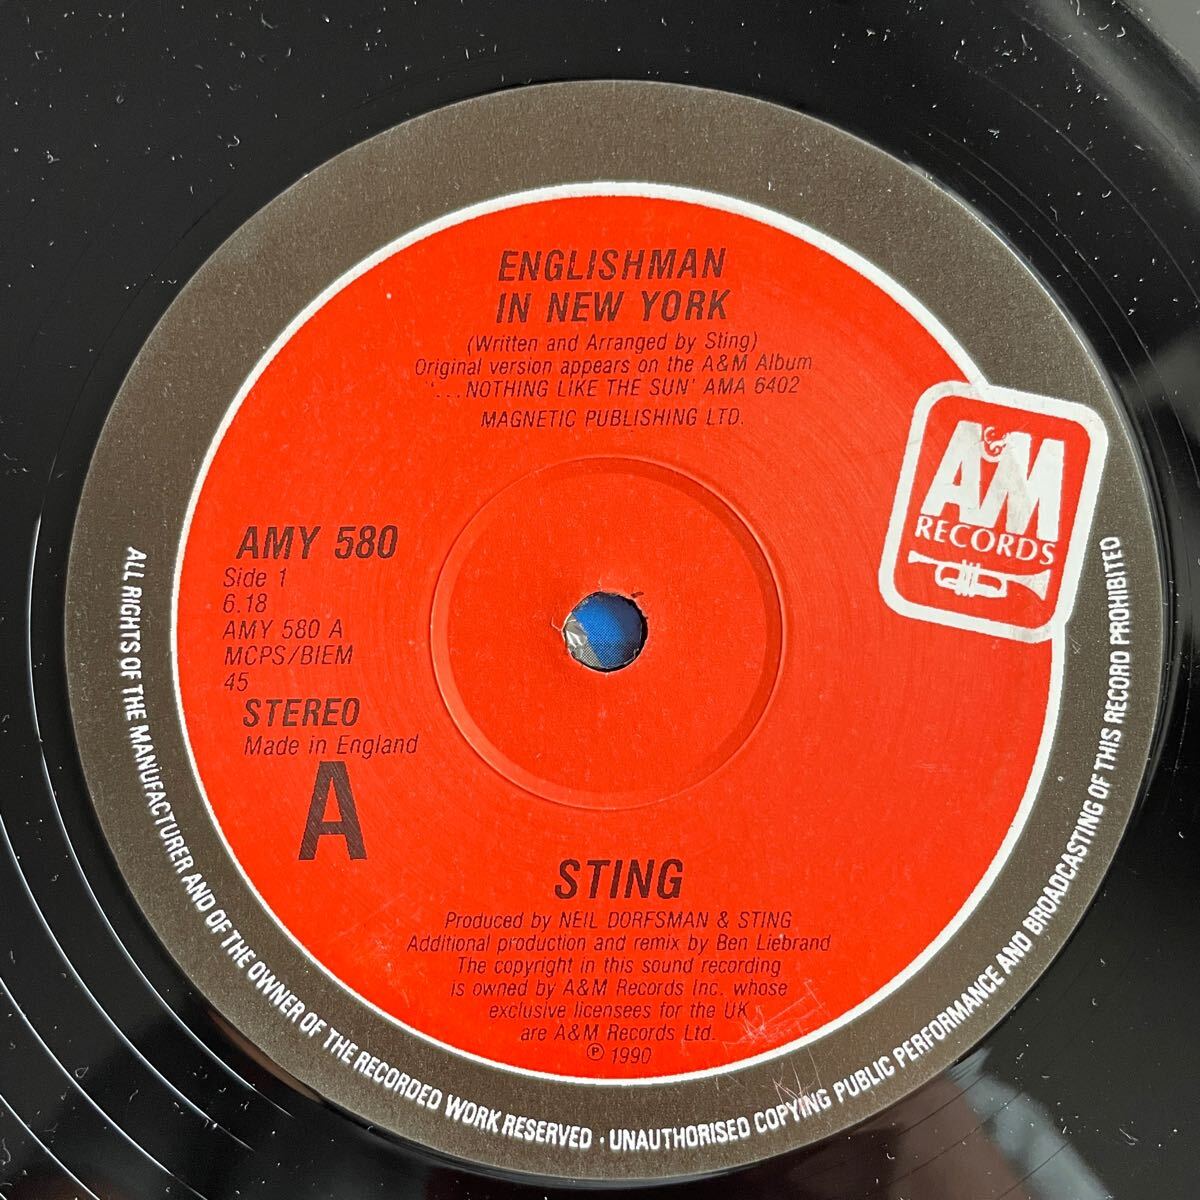 ENGLISHMAN
IN NEW YORK
(Written and Arranged by Sting)
Original version appears on the A&M Album
'...NOTHING LIKE THE SUN' AMA 6402
MAGNETIC PUBLISHING LTD.
A&M
RECORDS
AMY 580
Side 1
6.18
AMY 580 A
MCPS/BIEM
45
STEREO
Made in England
A
STING
Produced by NEIL DORFSMAN & STING
Additional production and remix by Ben Liebrand
The copyright in this sound recording
is owned by A&M Records Inc. whose
exclusive licensees for the UK
are A&M Records Ltd.
℗ 1990
ALL RIGHTS OF THE MANUFACTURER AND OF THE OWNER OF THE RECORDED WORK RESERVED · UNAUTHORISED COPYING PUBLIC PERFORMANCE AND BROADCASTING OF THIS RECORD PROHIBITED